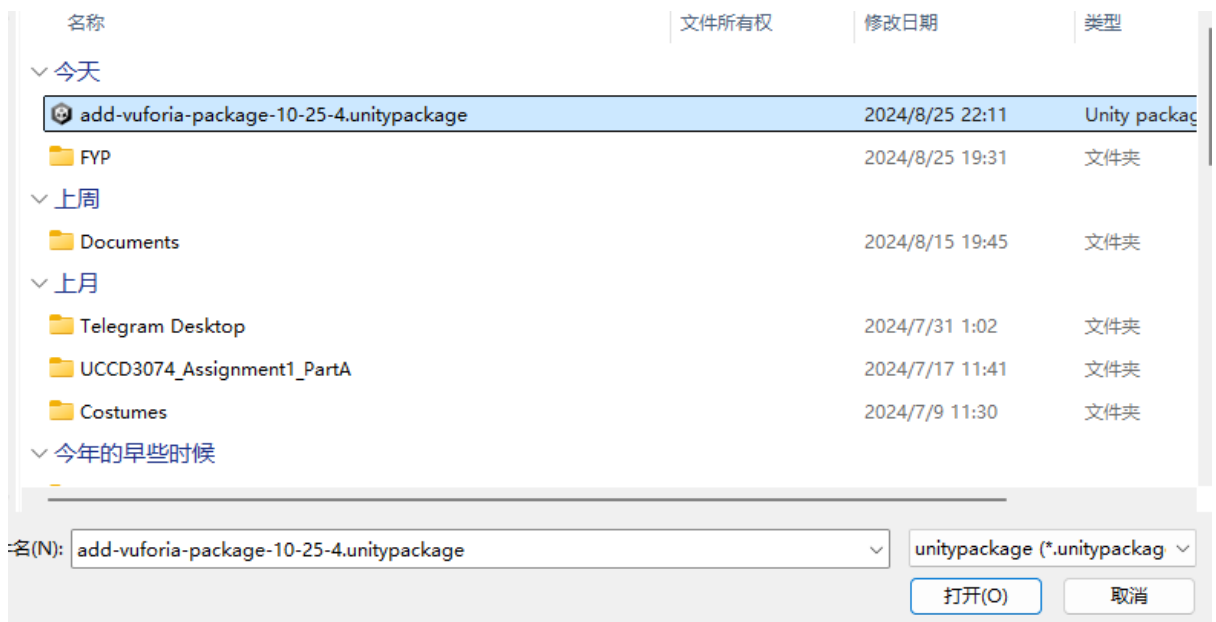 名称 文件所有权 修改日期 类型
今天
add-vuforia-package-10-25-4.unitypackage 2024/8/25 22:11 Unity packag
FYP 2024/8/25 19:31 文件夹
上周
Documents 2024/8/15 19:45 文件夹
上月
Telegram Desktop 2024/7/31 1:02 文件夹
UCCD3074_Assignment1_PartA 2024/7/17 11:41 文件夹
Costumes 2024/7/9 11:30 文件夹
今年的早些时候
名(N): add-vuforia-package-10-25-4.unitypackage unitypackage (*.unitypackag
打开(O) 取消